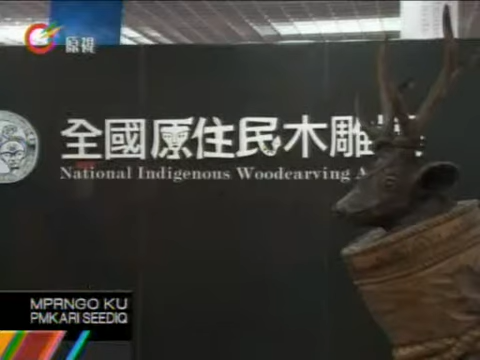 原視
全國原住民木雕
National Indigenous Woodcarving A
MPRNGO KU
PMKARI SEEDIQ